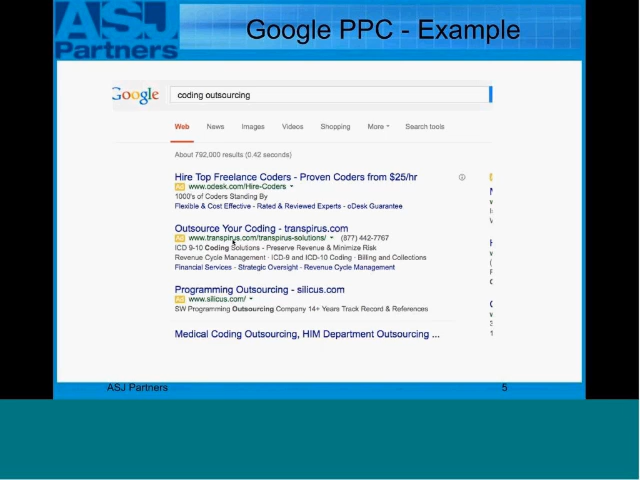 ASJ
Partners
Google PPC - Example
Google
coding outsourcing
Web News Images Videos Shopping More Search tools
About 792,000 results (0.42 seconds)
Hire Top Freelance Coders - Proven Coders from $25/hr
Ad www.odesk.com/Hire-Coders
1000's of Coders Standing By
Flexible & Cost Effective - Rated & Reviewed Experts - oDesk Guarantee
Outsource Your Coding - transpirus.com
Ad www.transpirus.com/transpirus-solutions/ (877) 442-7767
ICD 9-10 Coding Solutions - Preserve Revenue & Minimize Risk
Revenue Cycle Management · ICD-9 and ICD-10 Coding · Billing and Collections
Financial Services - Strategic Oversight - Revenue Cycle Management
Programming Outsourcing - silicus.com
Ad www.silicus.com/
SW Programming Outsourcing Company 14+ Years Track Record & References
Medical Coding Outsourcing, HIM Department Outsourcing ...
ASJ Partners 5